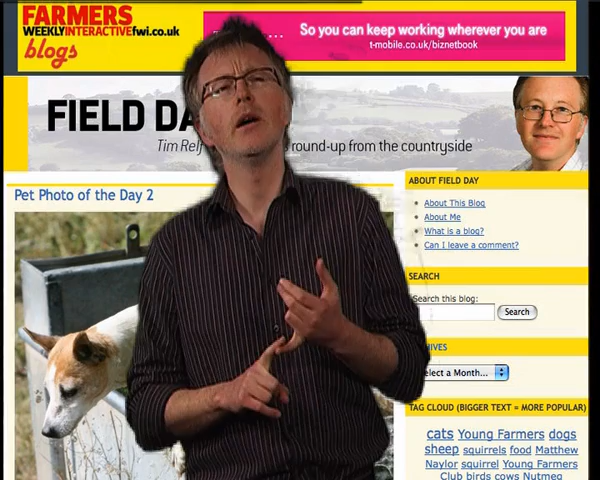 FARMERS
WEEKLYINTERACTIVEfwi.co.uk
blogs
So you can keep working wherever you are
t-mobile.co.uk/biznetbook
FIELD DA
Tim Relf round-up from the countryside
Pet Photo of the Day 2
ABOUT FIELD DAY
About This Blog
About Me
What is a blog?
Can I leave a comment?
SEARCH
Search this blog:
Search
HIVES
elect a Month...
TAG CLOUD (BIGGER TEXT = MORE POPULAR)
cats Young Farmers dogs
sheep squirrels food Matthew
Naylor squirrel Young Farmers
Club birds cows Nutmeg